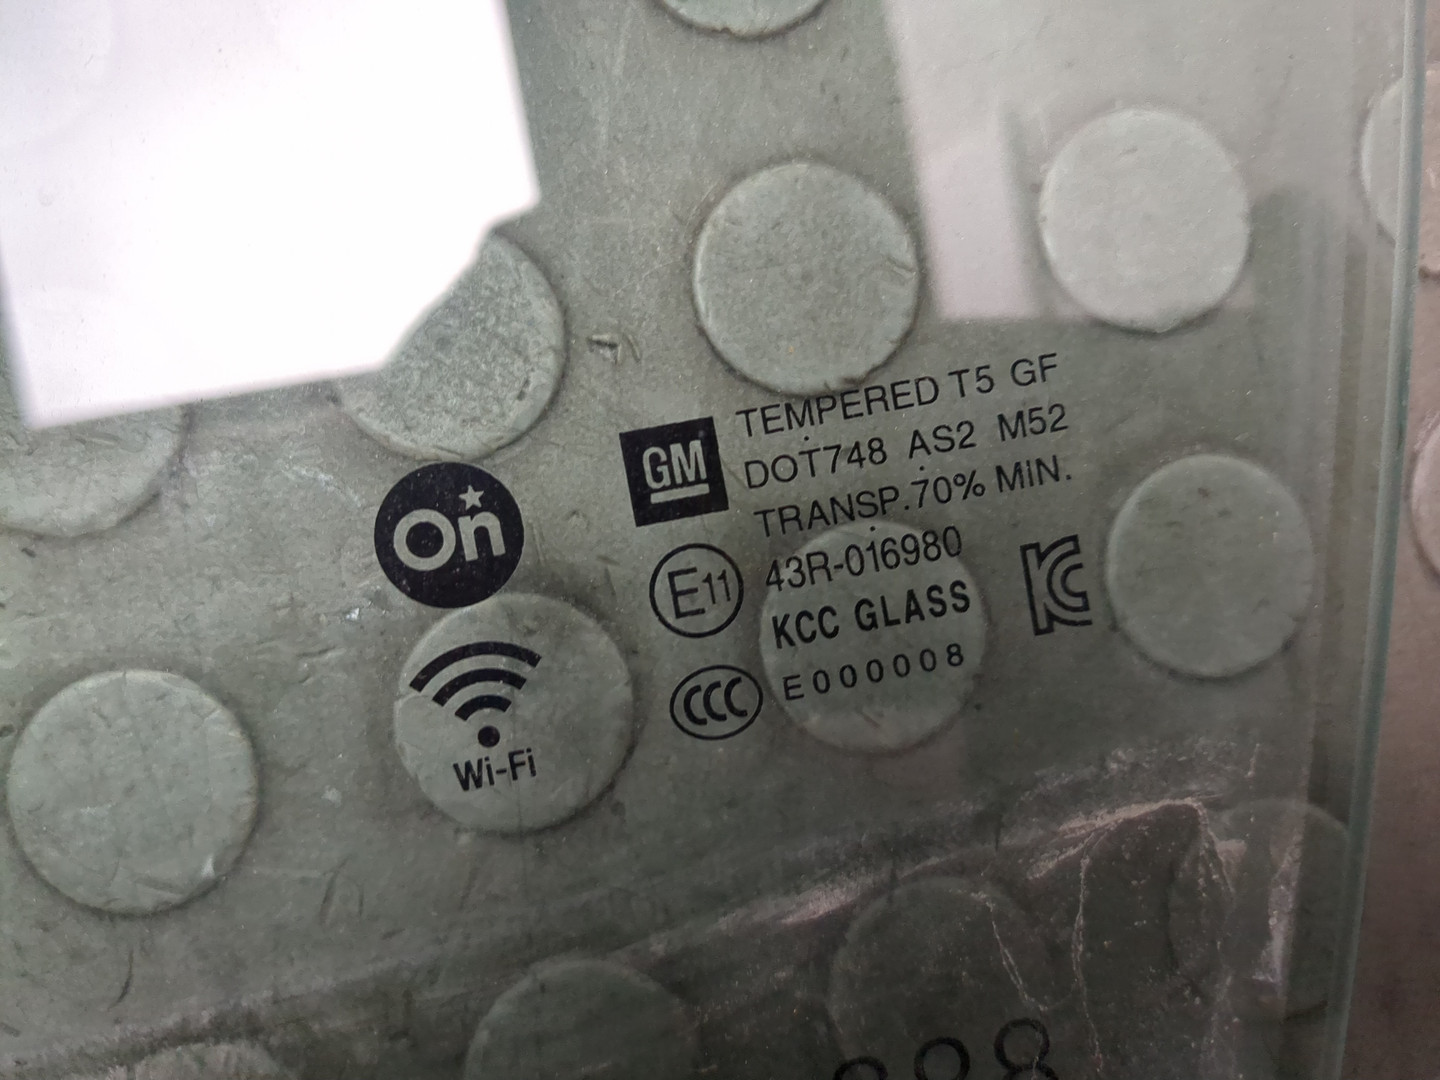 TEMPERED T5 GF
GM
DOT748 AS2 M52
TRANSP.70% MIN.
On
E11
43R-016980
KCC GLASS
KC
CCC
E000008
Wi-Fi